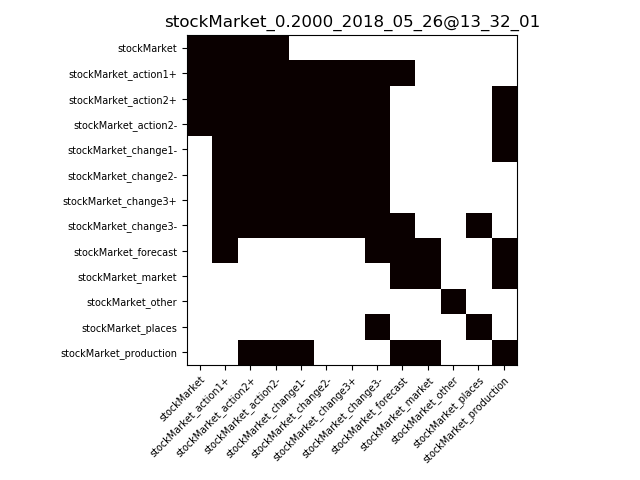 stockMarket_0.2000_2018_05_26@13_32_01
stockMarket
stockMarket_action1+
stockMarket_action2+
stockMarket_action2-
stockMarket_change1-
stockMarket_change2-
stockMarket_change3+
stockMarket_change3-
stockMarket_forecast
stockMarket_market
stockMarket_other
stockMarket_places
stockMarket_production
stockMarket
stockMarket_action1+
stockMarket_action2+
stockMarket_action2-
stockMarket_change1-
stockMarket_change2-
stockMarket_change3+
stockMarket_change3-
stockMarket_forecast
stockMarket_market
stockMarket_other
stockMarket_places
stockMarket_production